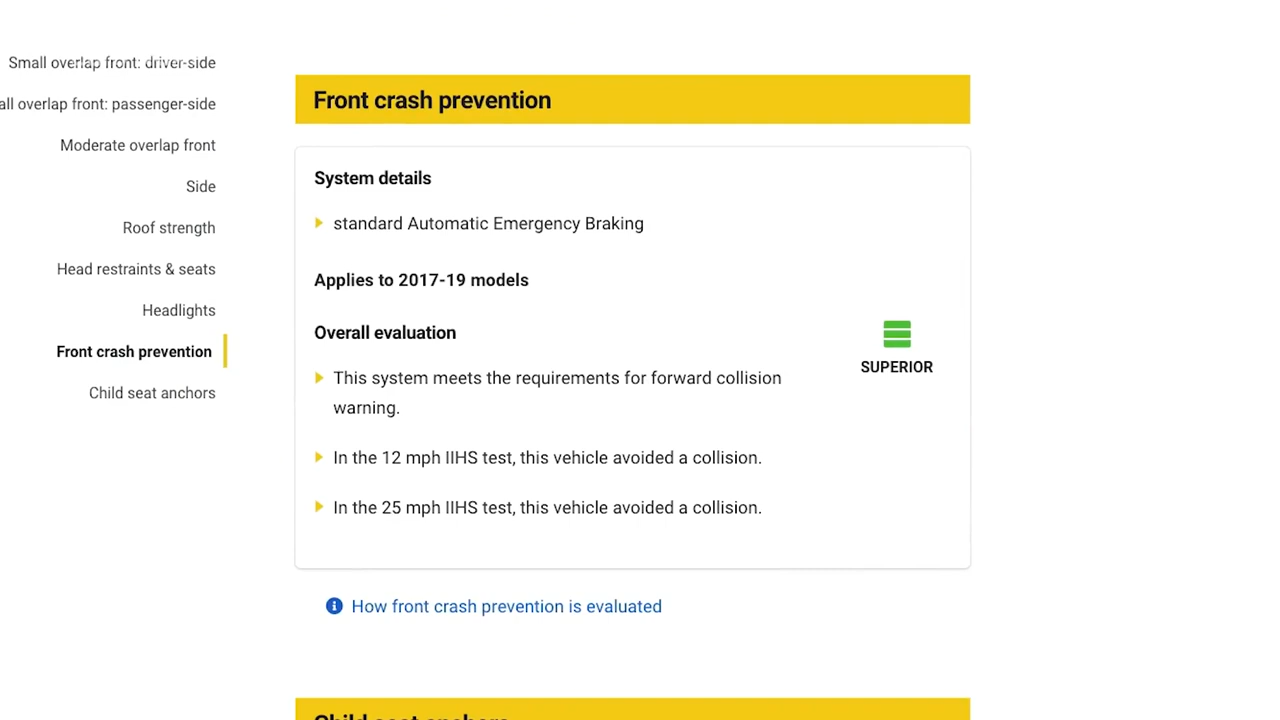 Small overlap front: driver-side
all overlap front: passenger-side
Moderate overlap front
Side
Roof strength
Head restraints & seats
Headlights
Front crash prevention
Child seat anchors
Front crash prevention
System details
standard Automatic Emergency Braking
Applies to 2017-19 models
Overall evaluation
SUPERIOR
This system meets the requirements for forward collision
warning.
In the 12 mph IIHS test, this vehicle avoided a collision.
In the 25 mph IIHS test, this vehicle avoided a collision.
How front crash prevention is evaluated
Child seat anchors